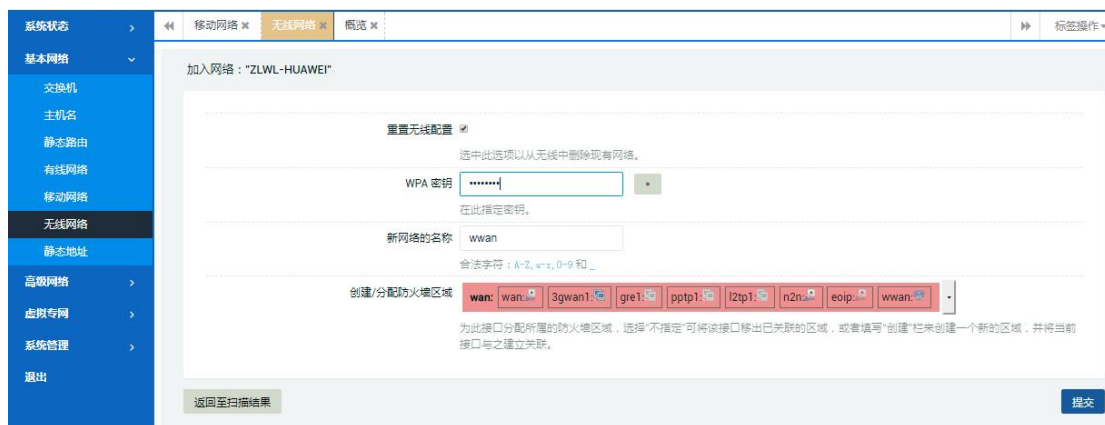 系统状态
移动网络 ✖ 无线网络 ✖ 概览 ✖ 标签操作
基本网络
加入网络："ZLWL-HUAWEI"
交换机
主机名
重置无线配置
静态路由
选中此选项以从无线中删除现有网络。
有线网络
WPA 密钥 ••••••••
移动网络
在此指定密钥。
无线网络
新网络的名称 wwan
静态地址
合法字符：A-Z, a-z, 0-9 和 _
高级网络
创建/分配防火墙区域 wan: wan: 3gwan1: gre1: pptp1: l2tp1: n2n: eoip: wwan:
虚拟专网
为此接口分配所属的防火墙区域，选择"不指定"可将该接口移出已关联的区域，或者填写"创建"栏来创建一个新的区域，并将当前
接口与之建立关联。
系统管理
退出
返回至扫描结果 提交